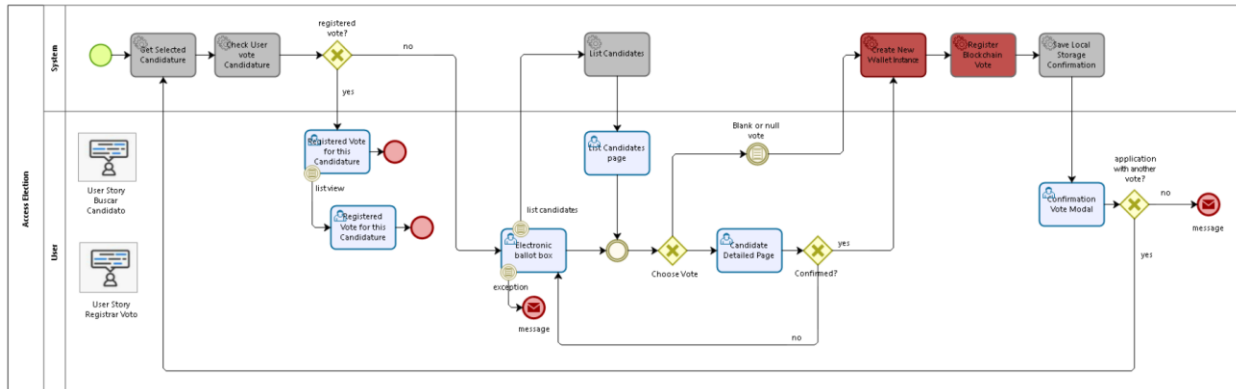 Access Election
System
User
Get Selected
Candidature
Check User
vote
Candidature
registered
vote?
no
yes
List Candidates
Create New
Wallet Instance
Register
Blockchain
Vote
Save Local
Storage
Confirmation
User Story
Buscar
Candidato
User Story
Registrar Voto
Registered Vote
for this
Candidature
list view
Registered
Vote for this
Candidature
List Candidates
page
list candidates
Electronic
ballot box
exception
message
Blank or null
vote
Choose Vote
Candidate
Detailed Page
Confirmed?
yes
no
Confirmation
Vote Modal
application
with another
vote?
no
yes
message